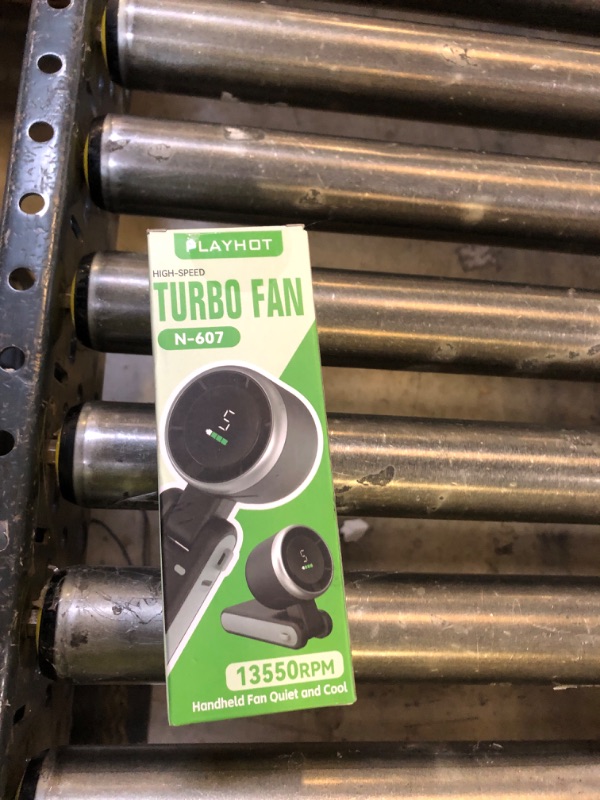 PLAYHOT
HIGH-SPEED
TURBO FAN
N-607
5
5
13550RPM
Handheld Fan Quiet and Cool